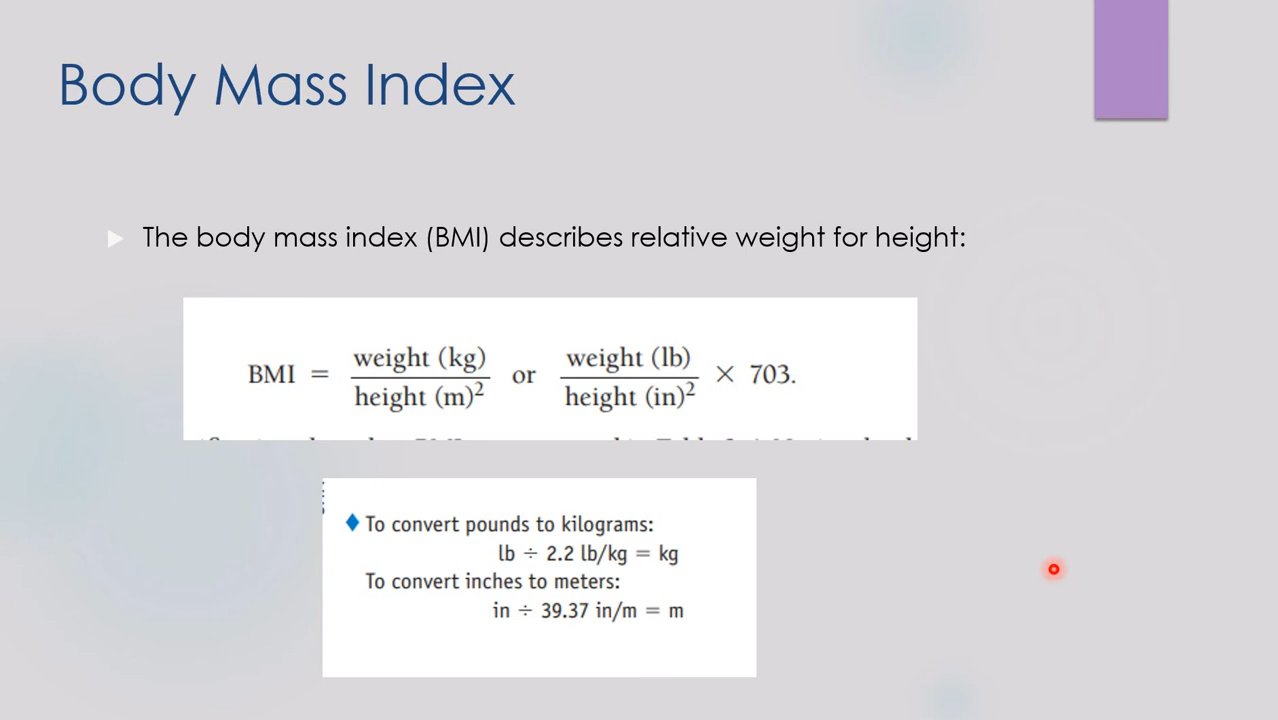 Body Mass Index
The body mass index (BMI) describes relative weight for height:
BMI = weight (kg) / height (m)² or weight (lb) / height (in)² × 703.
To convert pounds to kilograms:
lb ÷ 2.2 lb/kg = kg
To convert inches to meters:
in ÷ 39.37 in/m = m